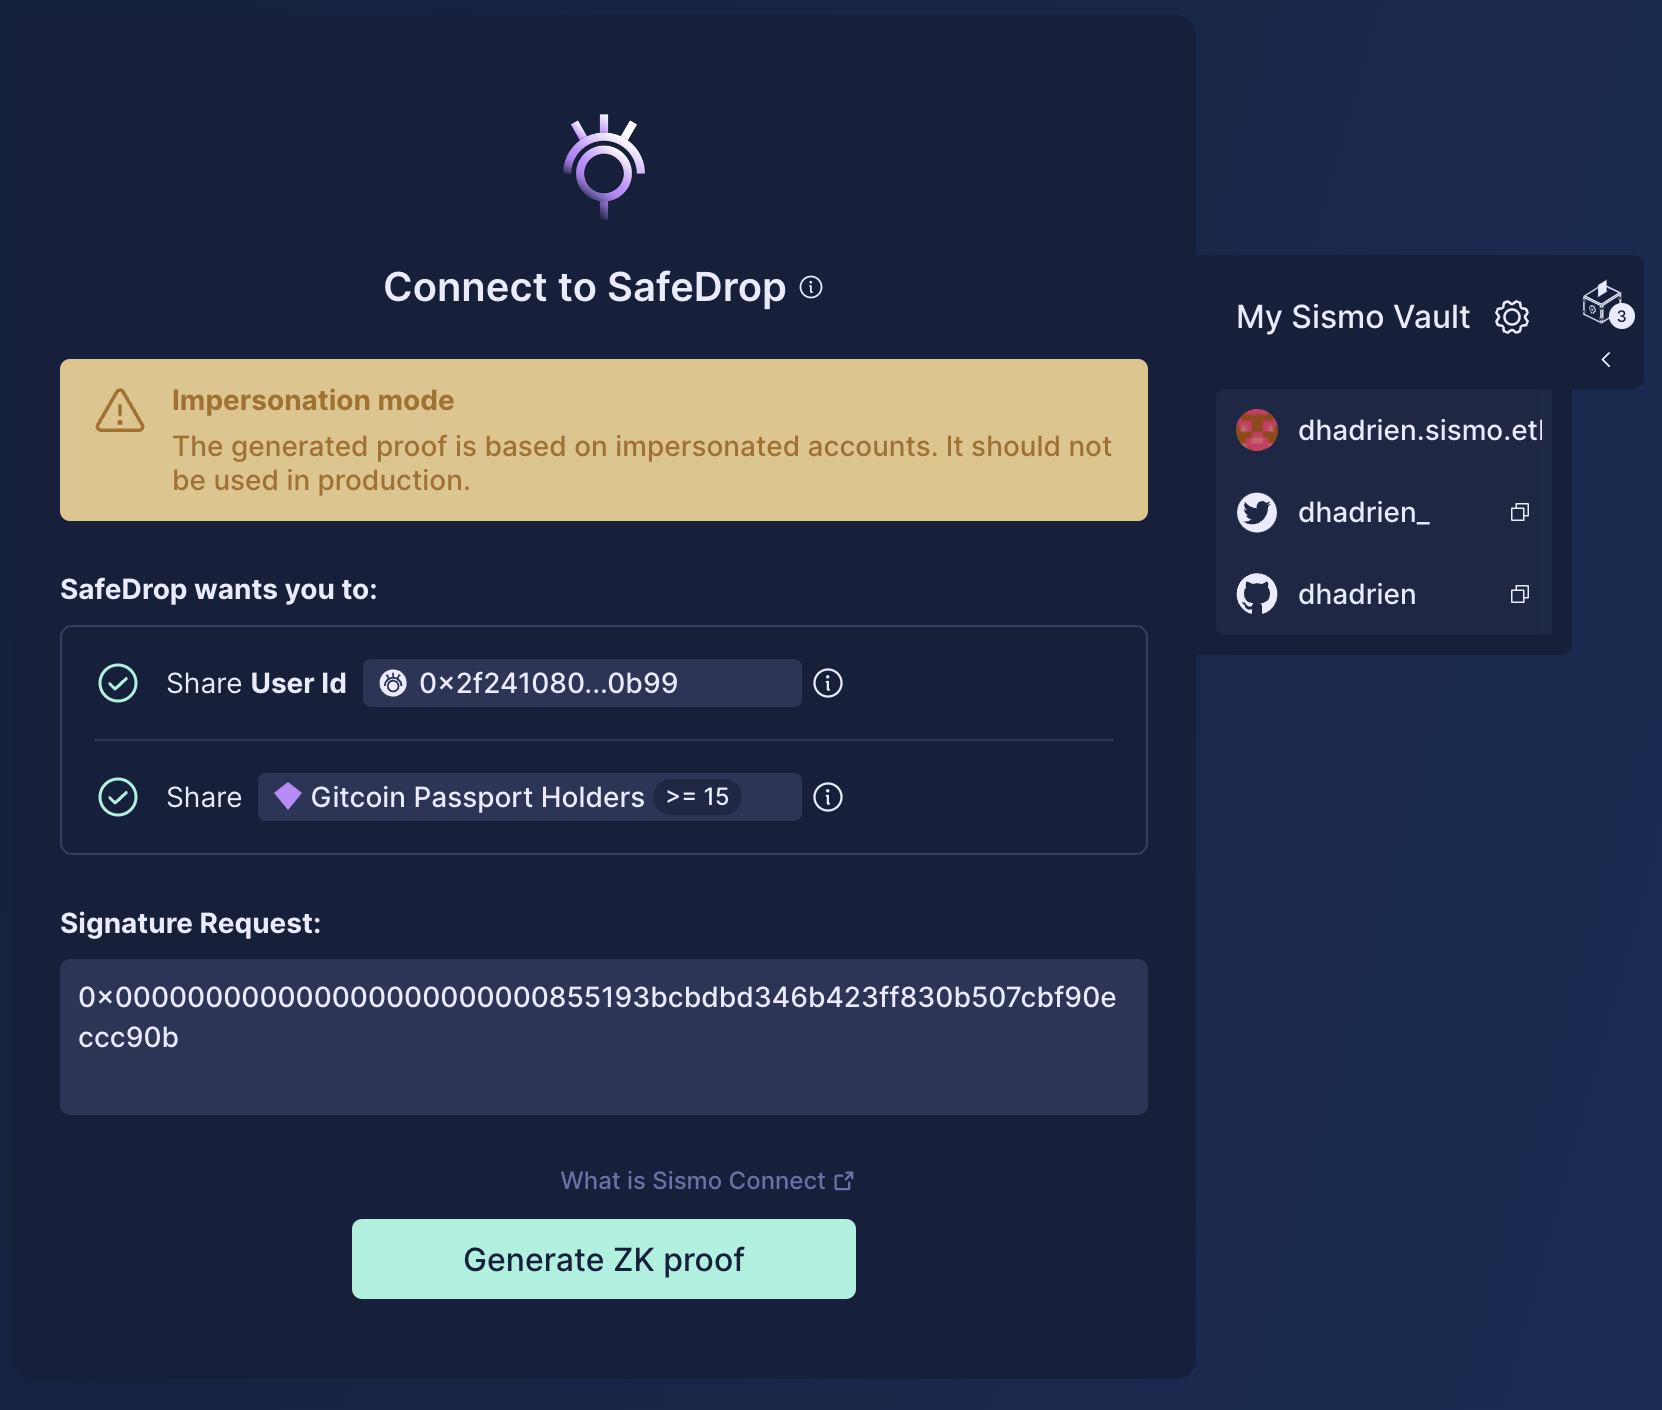 Connect to SafeDrop
Impersonation mode
The generated proof is based on impersonated accounts. It should not
be used in production.
SafeDrop wants you to:
Share User Id 0x2f241080...0b99
Share Gitcoin Passport Holders >= 15
Signature Request:
0x000000000000000000000000855193bcbdbd346b423ff830b507cbf90e
ccc90b
What is Sismo Connect
Generate ZK proof
My Sismo Vault
3
dhadrien.sismo.et
dhadrien_
dhadrien